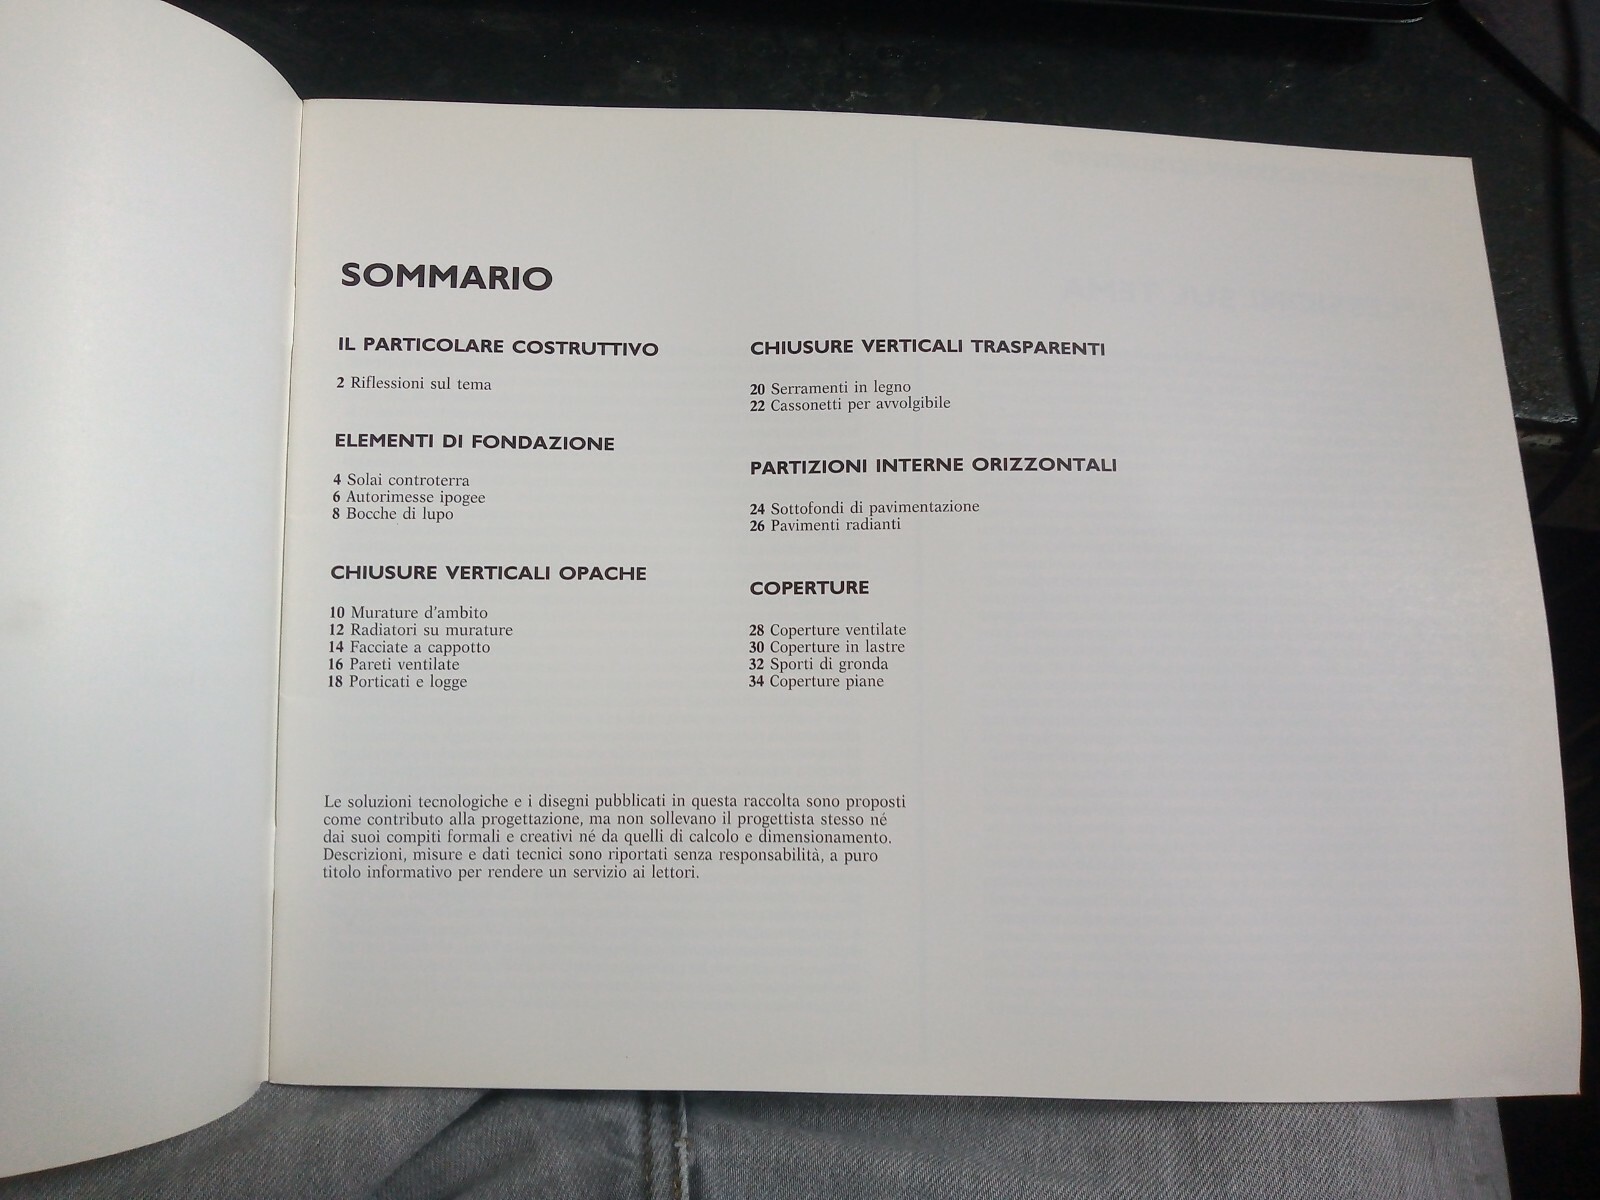 SOMMARIO
IL PARTICOLARE COSTRUTTIVO
2 Riflessioni sul tema
ELEMENTI DI FONDAZIONE
4 Solai controterra
6 Autorimesse ipogee
8 Bocche di lupo
CHIUSURE VERTICALI OPACHE
10 Murature d'ambito
12 Radiatori su murature
14 Facciate a cappotto
16 Pareti ventilate
18 Porticati e logge
CHIUSURE VERTICALI TRASPARENTI
20 Serramenti in legno
22 Cassonetti per avvolgibile
PARTIZIONI INTERNE ORIZZONTALI
24 Sottofondi di pavimentazione
26 Pavimenti radianti
COPERTURE
28 Coperture ventilate
30 Coperture in lastre
32 Sporti di gronda
34 Coperture piane
Le soluzioni tecnologiche e i disegni pubblicati in questa raccolta sono proposti
come contributo alla progettazione, ma non sollevano il progettista stesso né
dai suoi compiti formali e creativi né da quelli di calcolo e dimensionamento.
Descrizioni, misure e dati tecnici sono riportati senza responsabilità, a puro
titolo informativo per rendere un servizio ai lettori.